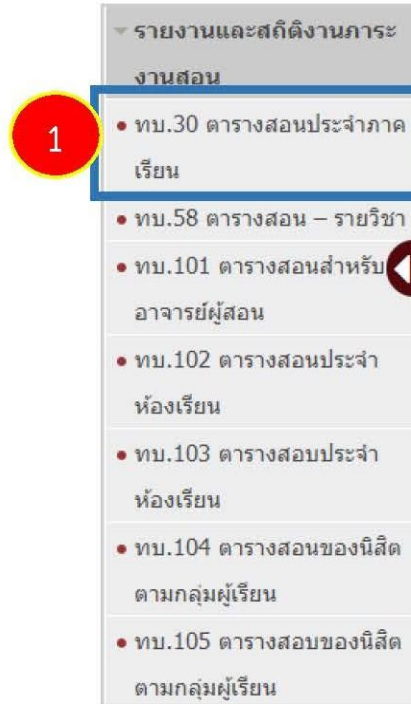 รายงานและสถิติงานภาระ
งานสอน
1
ทบ.30 ตารางสอนประจำภาค
เรียน
ทบ.58 ตารางสอน – รายวิชา
ทบ.101 ตารางสอนสำหรับ
อาจารย์ผู้สอน
ทบ.102 ตารางสอนประจำ
ห้องเรียน
ทบ.103 ตารางสอบประจำ
ห้องเรียน
ทบ.104 ตารางสอนของนิสิต
ตามกลุ่มผู้เรียน
ทบ.105 ตารางสอบของนิสิต
ตามกลุ่มผู้เรียน